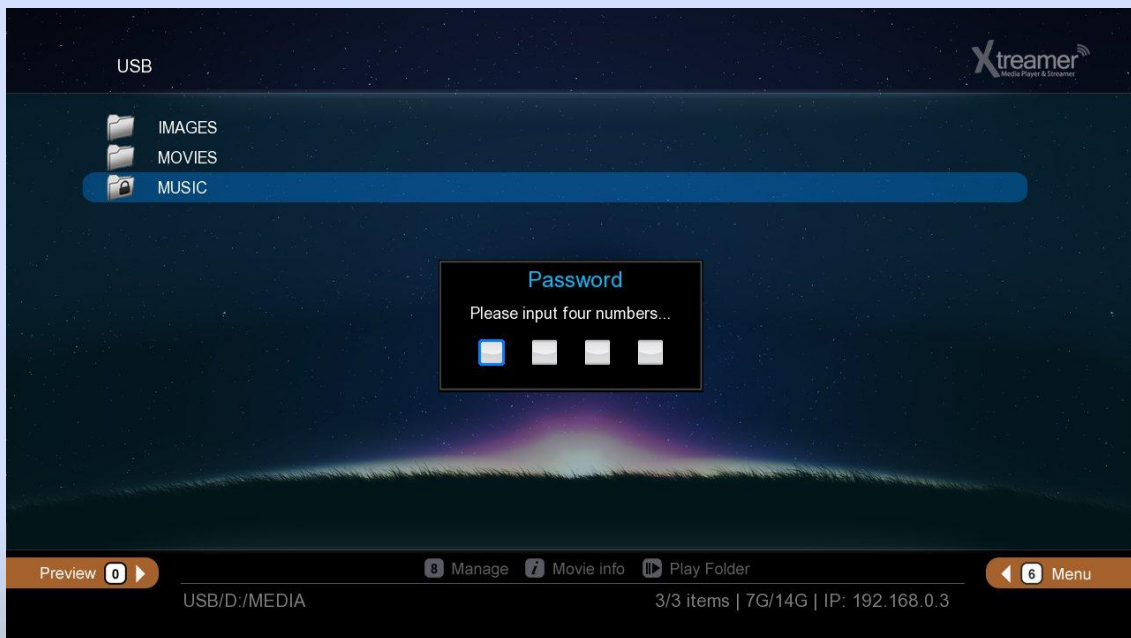 USB
Xtreamer
Media Player & Streamer
IMAGES
MOVIES
MUSIC
Password
Please input four numbers...
Preview 0
8 Manage i Movie info Play Folder
6 Menu
USB/D:/MEDIA
3/3 items | 7G/14G | IP: 192.168.0.3